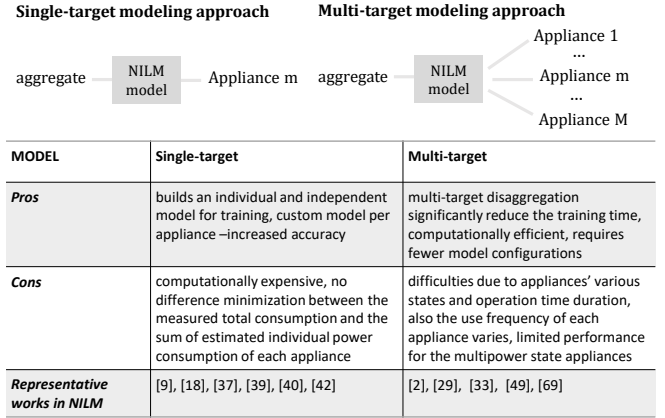 Single-target modeling approach
aggregate
NILM
model
Appliance m
Multi-target modeling approach
aggregate
NILM
model
Appliance 1
...
Appliance m
...
Appliance M
MODEL
Single-target
Multi-target
Pros
builds an individual and independent
model for training, custom model per
appliance –increased accuracy
multi-target disaggregation
significantly reduce the training time,
computationally efficient, requires
fewer model configurations
Cons
computationally expensive, no
difference minimization between the
measured total consumption and the
sum of estimated individual power
consumption of each appliance
difficulties due to appliances’ various
states and operation time duration,
also the use frequency of each
appliance varies, limited performance
for the multipower state appliances
Representative
works in NILM
[9], [18], [37], [39], [40], [42]
[2], [29], [33], [49], [69]